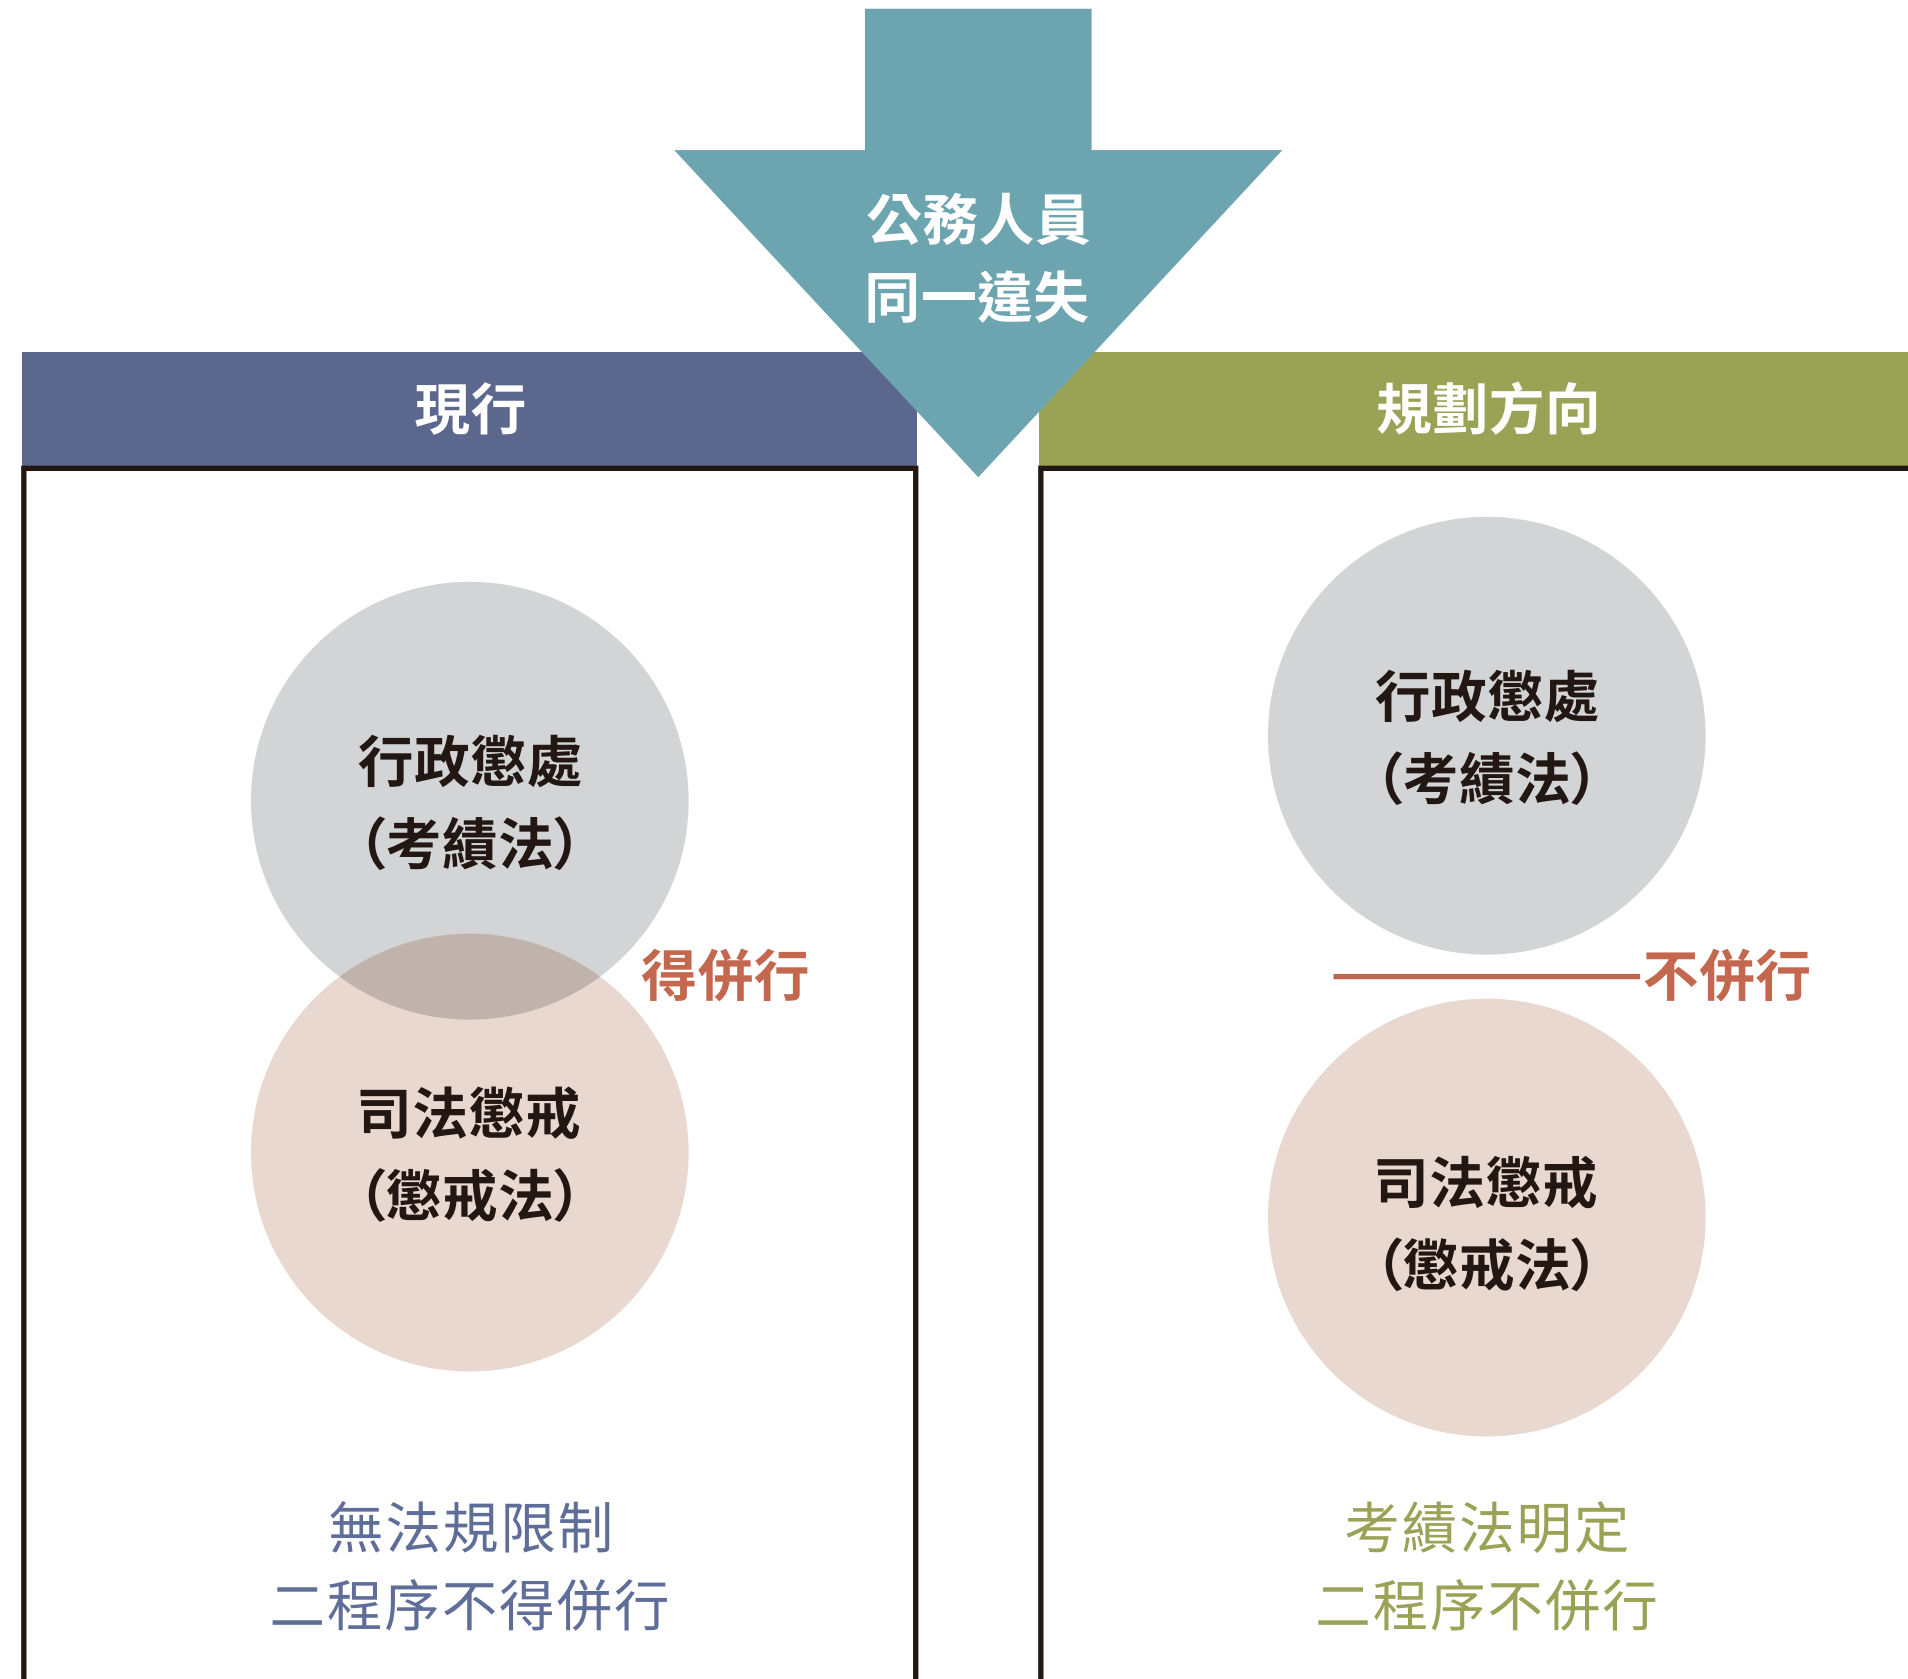 公務人員
同一違失
現行
行政懲處
（考績法）
得併行
司法懲戒
（懲戒法）
無法規限制
二程序不得併行
規劃方向
行政懲處
（考績法）
不併行
司法懲戒
（懲戒法）
考績法明定
二程序不併行